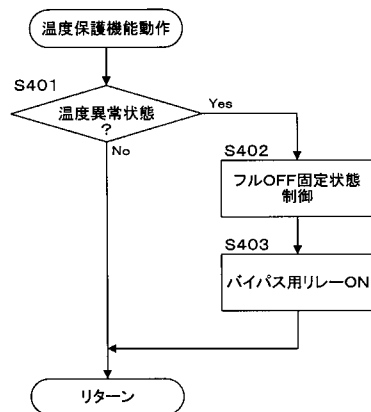 温度保護機能動作
S401
温度異常状態
?
Yes
No
S402
フルOFF固定状態
制御
S403
バイパス用リレーON
リターン